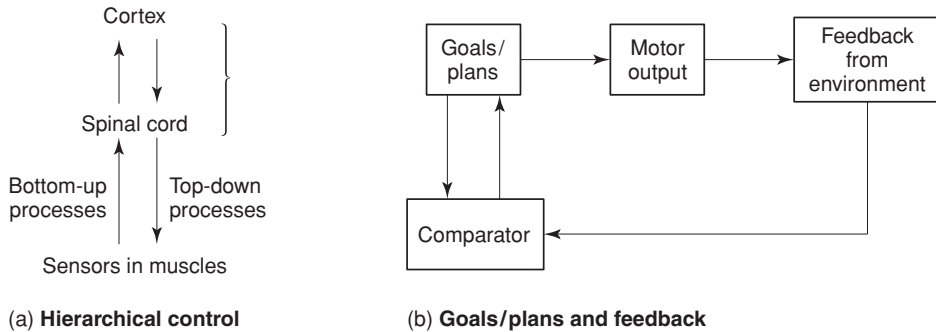 Cortex
Spinal cord
Bottom-up
processes
Top-down
processes
Sensors in muscles
(a) Hierarchical control
Goals/
plans
Motor
output
Feedback
from
environment
Comparator
(b) Goals/plans and feedback